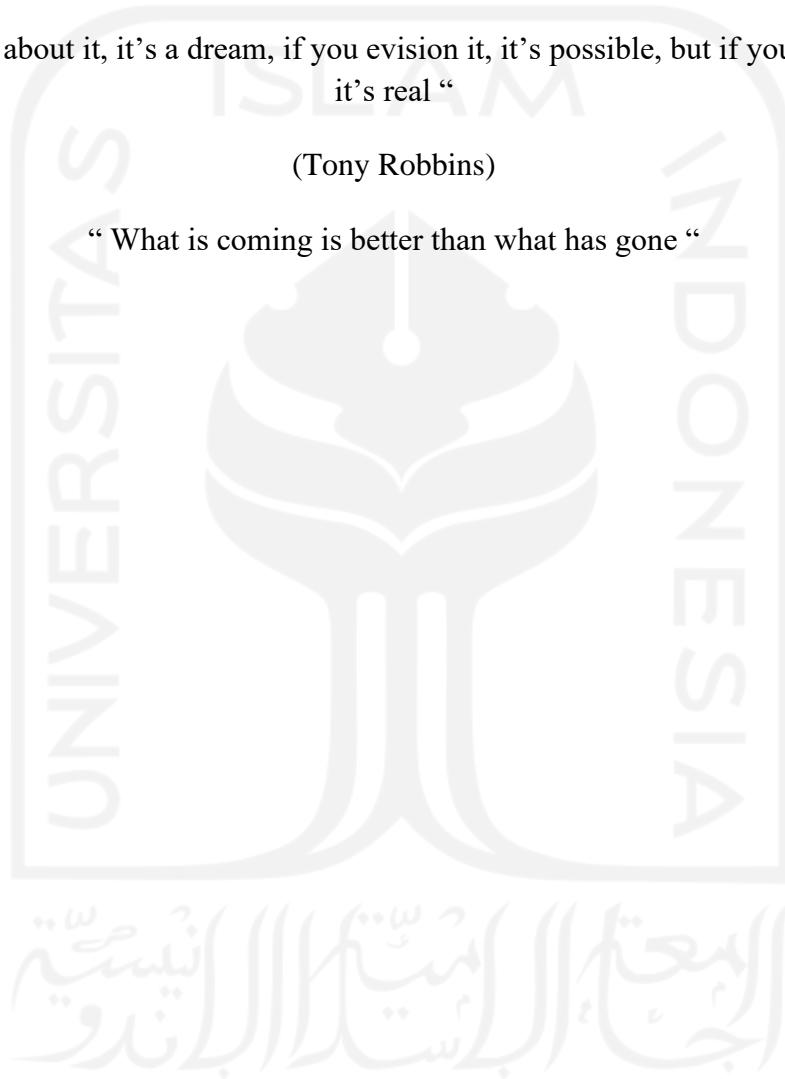 about it, it’s a dream, if you evision it, it’s possible, but if you
it’s real “
(Tony Robbins)
“ What is coming is better than what has gone “
ISLAM
UNIVERSITAS
INDONESIA